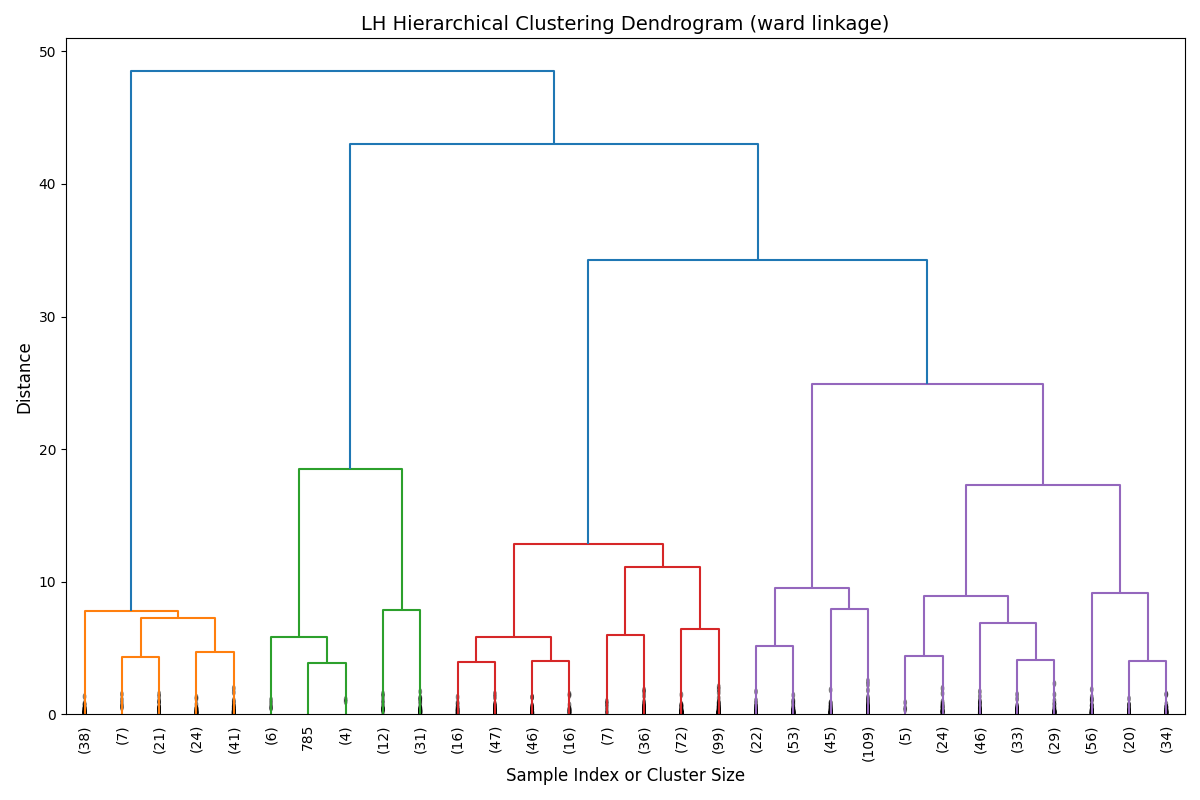 LH Hierarchical Clustering Dendrogram (ward linkage)
50
40
30
20
10
0
Distance
(38) (7) (21) (24) (41) (6) 785 (4) (12) (31) (16) (47) (46) (16) (7) (36) (72) (99) (22) (53) (45) (109) (5) (24) (46) (33) (29) (56) (20) (34)
Sample Index or Cluster Size